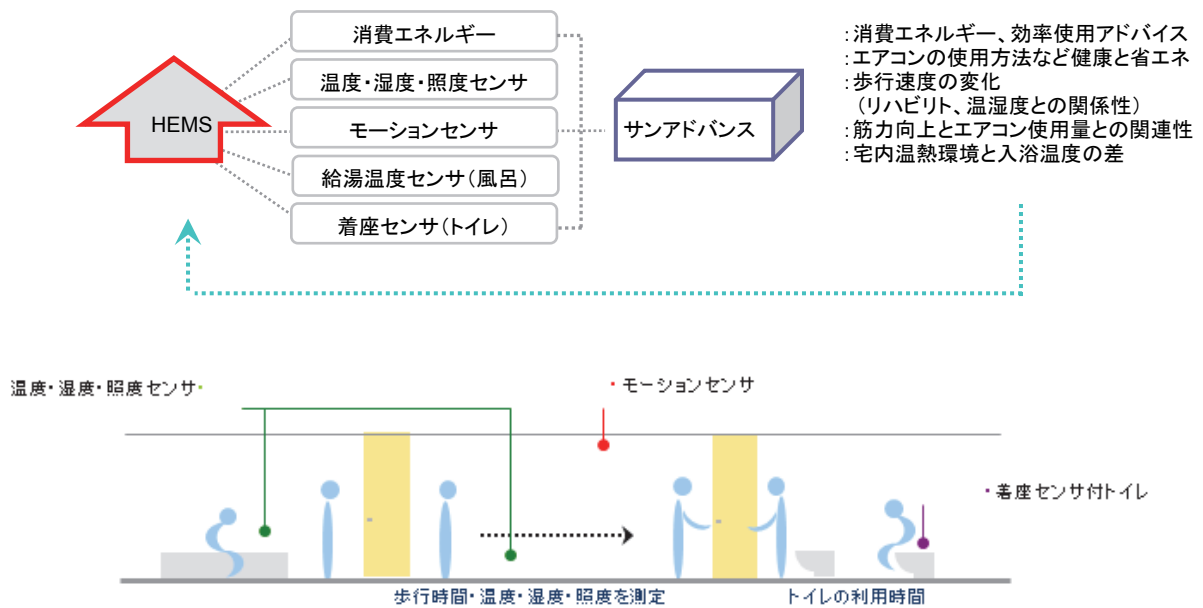 消費エネルギー
温度・湿度・照度センサ
HEMS
モーションセンサ
給湯温度センサ(風呂)
着座センサ(トイレ)
サンアドバンス
:消費エネルギー、効率使用アドバイス
:エアコンの使用方法など健康と省エネ
:歩行速度の変化
(リハビリト、温湿度との関係性)
:筋力向上とエアコン使用量との関連性
:宅内温熱環境と入浴温度の差
温度・湿度・照度センサ・
・モーションセンサ
・着座センサ付トイレ
歩行時間・温度・湿度・照度を測定
トイレの利用時間